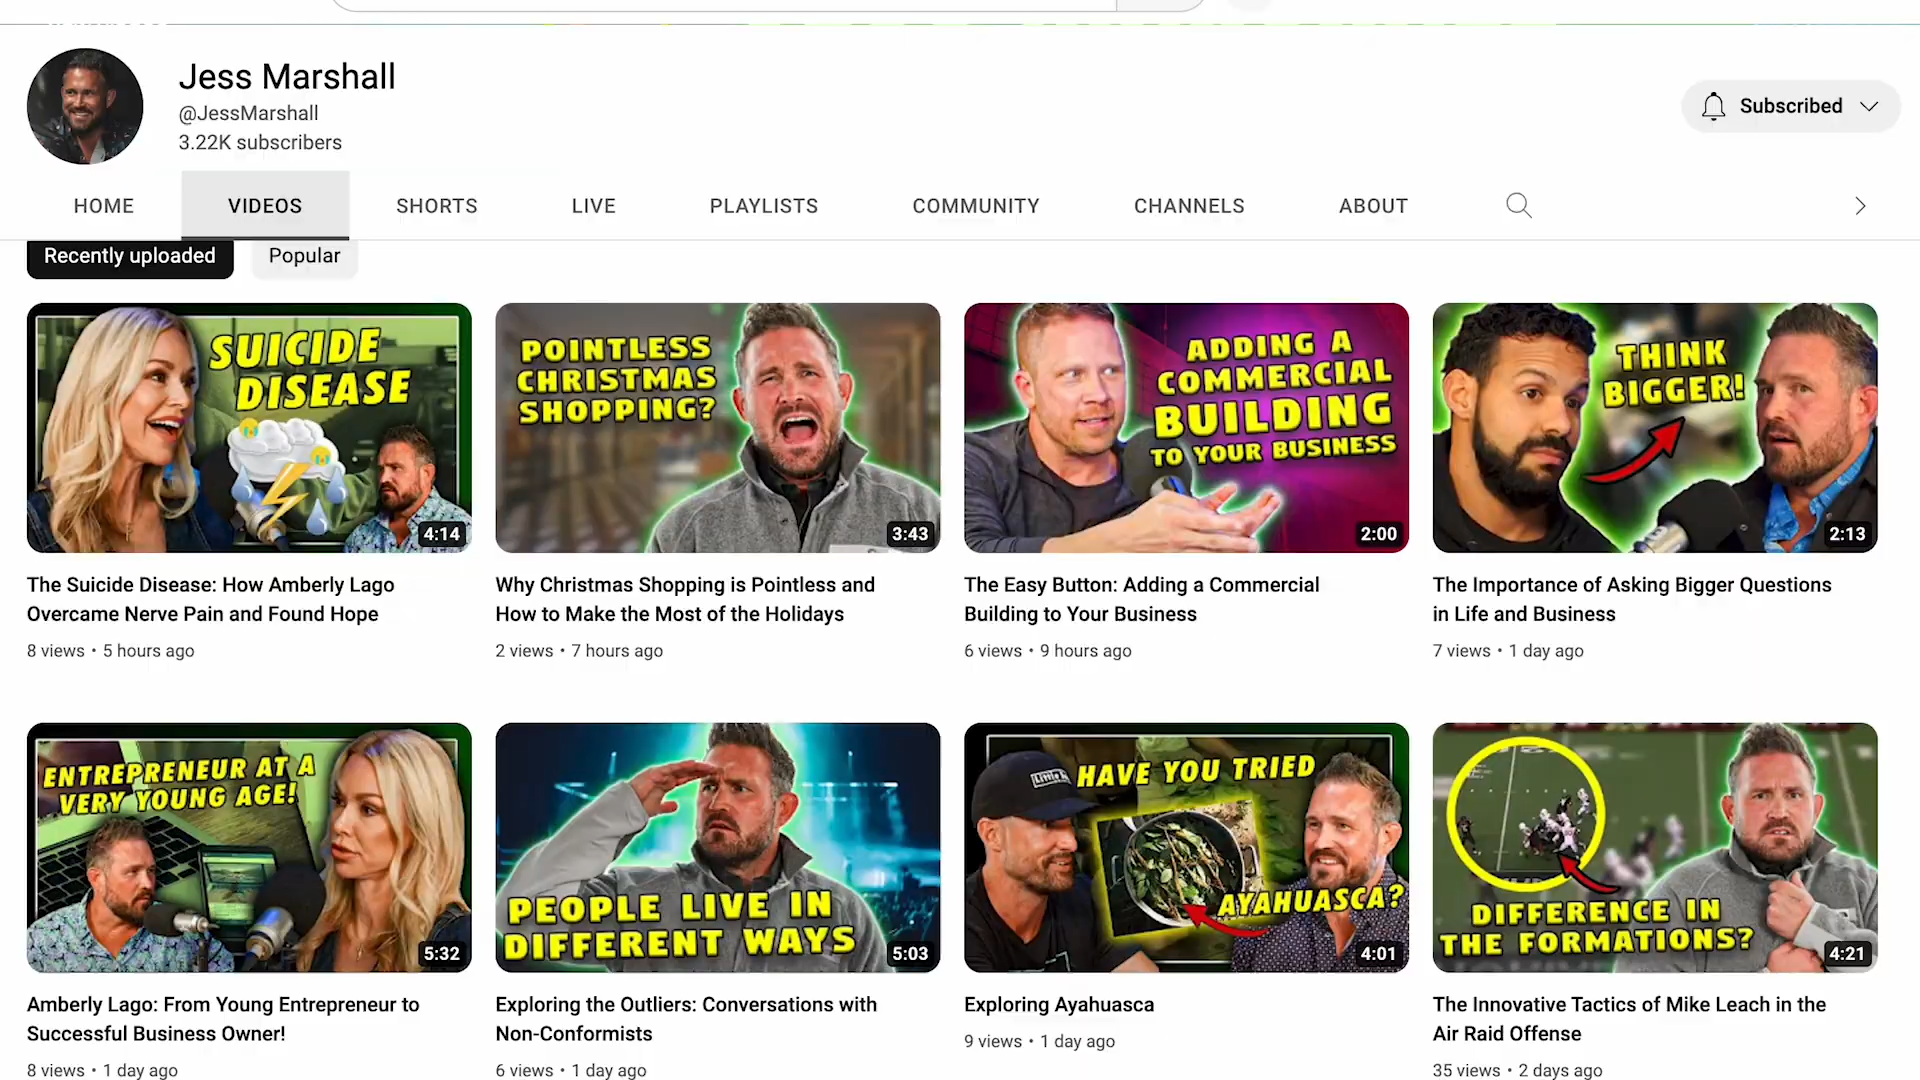 Jess Marshall
@JessMarshall
3.22K subscribers
Subscribed
HOME
VIDEOS
SHORTS
LIVE
PLAYLISTS
COMMUNITY
CHANNELS
ABOUT
Recently uploaded
Popular
SUICIDE
DISEASE
4:14
POINTLESS
CHRISTMAS
SHOPPING?
3:43
ADDING A
COMMERCIAL
BUILDING
TO YOUR BUSINESS
2:00
THINK
BIGGER!
2:13
The Suicide Disease: How Amberly Lago
Overcame Nerve Pain and Found Hope
8 views • 5 hours ago
Why Christmas Shopping is Pointless and
How to Make the Most of the Holidays
2 views • 7 hours ago
The Easy Button: Adding a Commercial
Building to Your Business
6 views • 9 hours ago
The Importance of Asking Bigger Questions
in Life and Business
7 views • 1 day ago
ENTREPRENEUR AT A
VERY YOUNG AGE!
5:32
PEOPLE LIVE IN
DIFFERENT WAYS
5:03
HAVE YOU TRIED
AYAHUASCA?
4:01
DIFFERENCE IN
THE FORMATIONS?
4:21
Amberly Lago: From Young Entrepreneur to
Successful Business Owner!
8 views • 1 day ago
Exploring the Outliers: Conversations with
Non-Conformists
6 views • 1 day ago
Exploring Ayahuasca
9 views • 1 day ago
The Innovative Tactics of Mike Leach in the
Air Raid Offense
35 views • 2 days ago